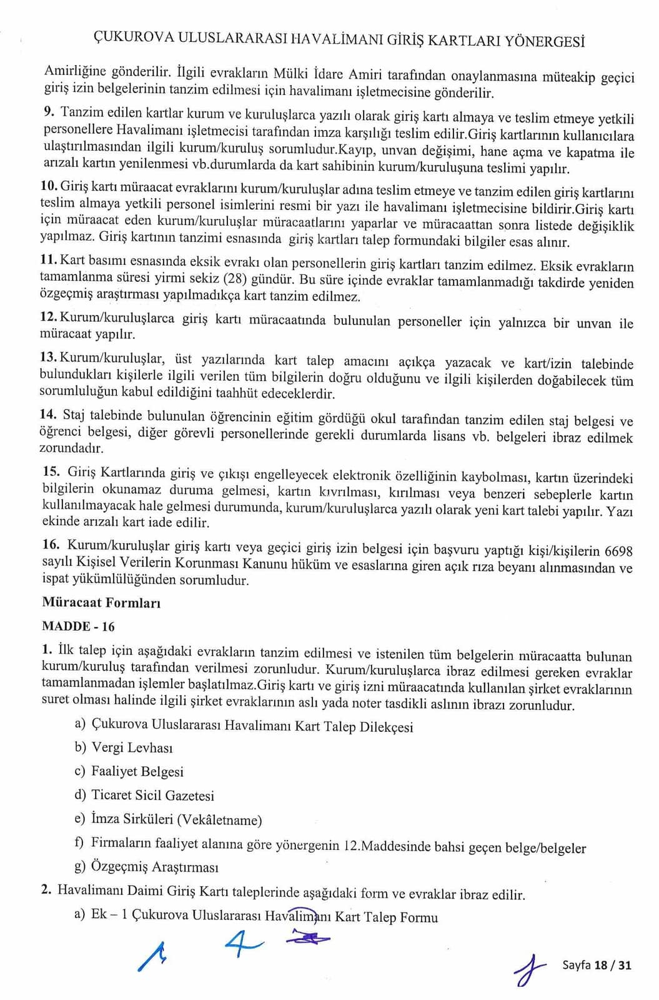 ÇUKUROVA ULUSLARARASI HAVALİMANI GİRİŞ KARTLARI YÖNERGESİ
Amirliğine gönderilir. İlgili evrakların Mülki İdare Amiri tarafından onaylanmasına müteakip geçici
giriş izin belgelerinin tanzim edilmesi için havalimanı işletmecisine gönderilir.
9. Tanzim edilen kartlar kurum ve kuruluşlarca yazılı olarak giriş kartı almaya ve teslim etmeye yetkili
personellere Havalimanı işletmecisi tarafından imza karşılığı teslim edilir.Giriş kartlarının kullanıcılara
ulaştırılmasından ilgili kurum/kuruluş sorumludur.Kayıp, unvan değişimi, hane açma ve kapatma ile
arızalı kartın yenilenmesi vb.durumlarda da kart sahibinin kurum/kuruluşuna teslimi yapılır.
10. Giriş kartı müraacat evraklarını kurum/kuruluşlar adına teslim etmeye ve tanzim edilen giriş kartlarını
teslim almaya yetkili personel isimlerini resmi bir yazı ile havalimanı işletmecisine bildirir.Giriş kartı
için müraacat eden kurum/kuruluşlar müracaatlarını yaparlar ve müracaattan sonra listede değişiklik
yapılmaz. Giriş kartının tanzimi esnasında giriş kartları talep formundaki bilgiler esas alınır.
11. Kart basımı esnasında eksik evrakı olan personellerin giriş kartları tanzim edilmez. Eksik evrakların
tamamlanma süresi yirmi sekiz (28) gündür. Bu süre içinde evraklar tamamlanmadığı takdirde yeniden
özgeçmiş araştırması yapılmadıkça kart tanzim edilmez.
12. Kurum/kuruluşlarca giriş kartı müracaatında bulunulan personeller için yalnızca bir unvan ile
müracaat yapılır.
13. Kurum/kuruluşlar, üst yazılarında kart talep amacını açıkça yazacak ve kart/izin talebinde
bulundukları kişilerle ilgili verilen tüm bilgilerin doğru olduğunu ve ilgili kişilerden doğabilecek tüm
sorumluluğun kabul edildiğini taahhüt edeceklerdir.
14. Staj talebinde bulunulan öğrencinin eğitim gördüğü okul tarafından tanzim edilen staj belgesi ve
öğrenci belgesi, diğer görevli personellerinde gerekli durumlarda lisans vb. belgeleri ibraz edilmek
zorundadır.
15. Giriş Kartlarında giriş ve çıkışı engelleyecek elektronik özelliğinin kaybolması, kartın üzerindeki
bilgilerin okunamaz duruma gelmesi, kartın kıvrılması, kırılması veya benzeri sebeplerle kartın
kullanılmayacak hale gelmesi durumunda, kurum/kuruluşlarca yazılı olarak yeni kart talebi yapılır. Yazı
ekinde arızalı kart iade edilir.
16. Kurum/kuruluşlar giriş kartı veya geçici giriş izin belgesi için başvuru yaptığı kişi/kişilerin 6698
sayılı Kişisel Verilerin Korunması Kanunu hüküm ve esaslarına giren açık rıza beyanı alınmasından ve
ispat yükümlülüğünden sorumludur.
Müracaat Formları
MADDE - 16
1. İlk talep için aşağıdaki evrakların tanzim edilmesi ve istenilen tüm belgelerin müracaatta bulunan
kurum/kuruluş tarafından verilmesi zorunludur. Kurum/kuruluşlarca ibraz edilmesi gereken evraklar
tamamlanmadan işlemler başlatılmaz.Giriş kartı ve giriş izni müraacatında kullanılan şirket evraklarının
suret olması halinde ilgili şirket evraklarının aslı yada noter tasdikli aslının ibrazı zorunludur.
a) Çukurova Uluslararası Havalimanı Kart Talep Dilekçesi
b) Vergi Levhası
c) Faaliyet Belgesi
d) Ticaret Sicil Gazetesi
e) İmza Sirküleri (Vekâletname)
f) Firmaların faaliyet alanına göre yönergenin 12.Maddesinde bahsi geçen belge/belgeler
g) Özgeçmiş Araştırması
2. Havalimanı Daimi Giriş Kartı taleplerinde aşağıdaki form ve evraklar ibraz edilir.
a) Ek – 1 Çukurova Uluslararası Havalimanı Kart Talep Formu
Sayfa 18 / 31